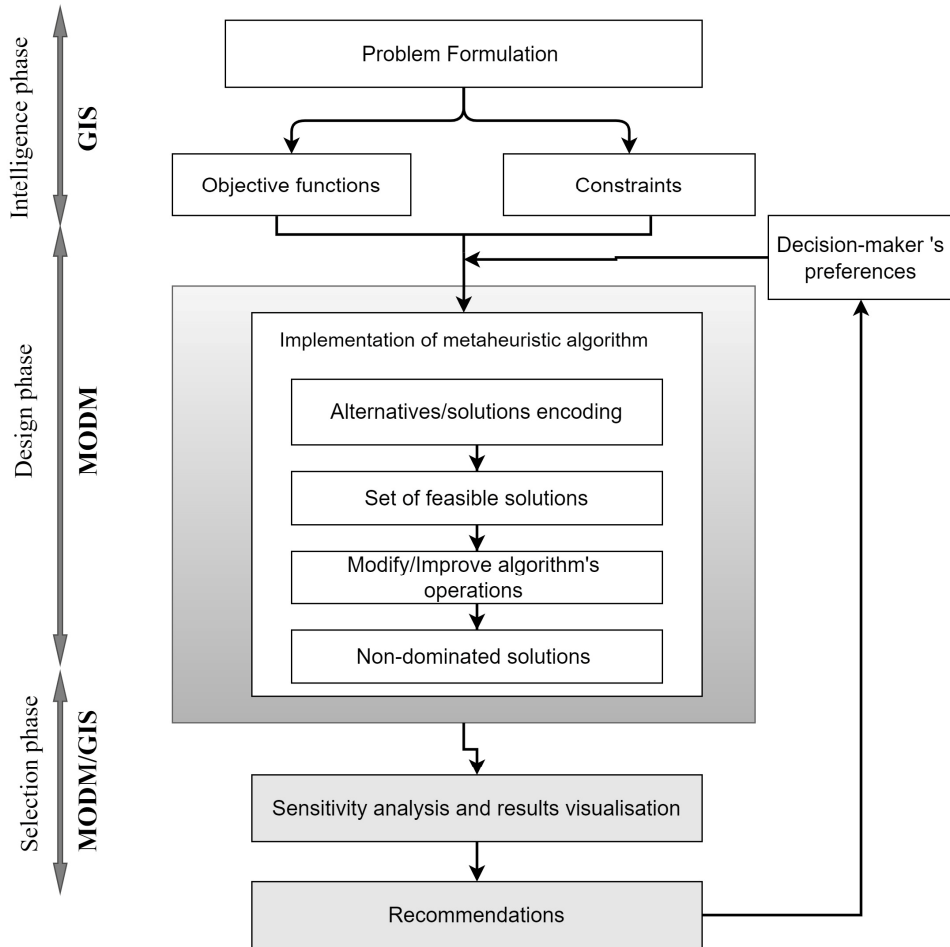 Problem Formulation
Intelligence phase
GIS
Objective functions
Constraints
Decision-maker 's
preferences
Design phase
MODM
Implementation of metaheuristic algorithm
Alternatives/solutions encoding
Set of feasible solutions
Modify/Improve algorithm's
operations
Non-dominated solutions
Selection phase
MODM/GIS
Sensitivity analysis and results visualisation
Recommendations